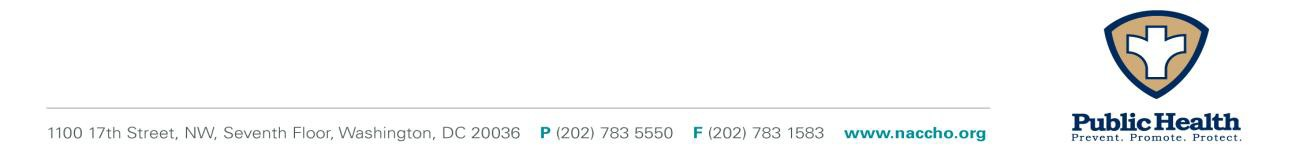 1100 17th Street, NW, Seventh Floor, Washington, DC 20036 P (202) 783 5550 F (202) 783 1583 www.naccho.org
Public Health
Prevent. Promote. Protect.